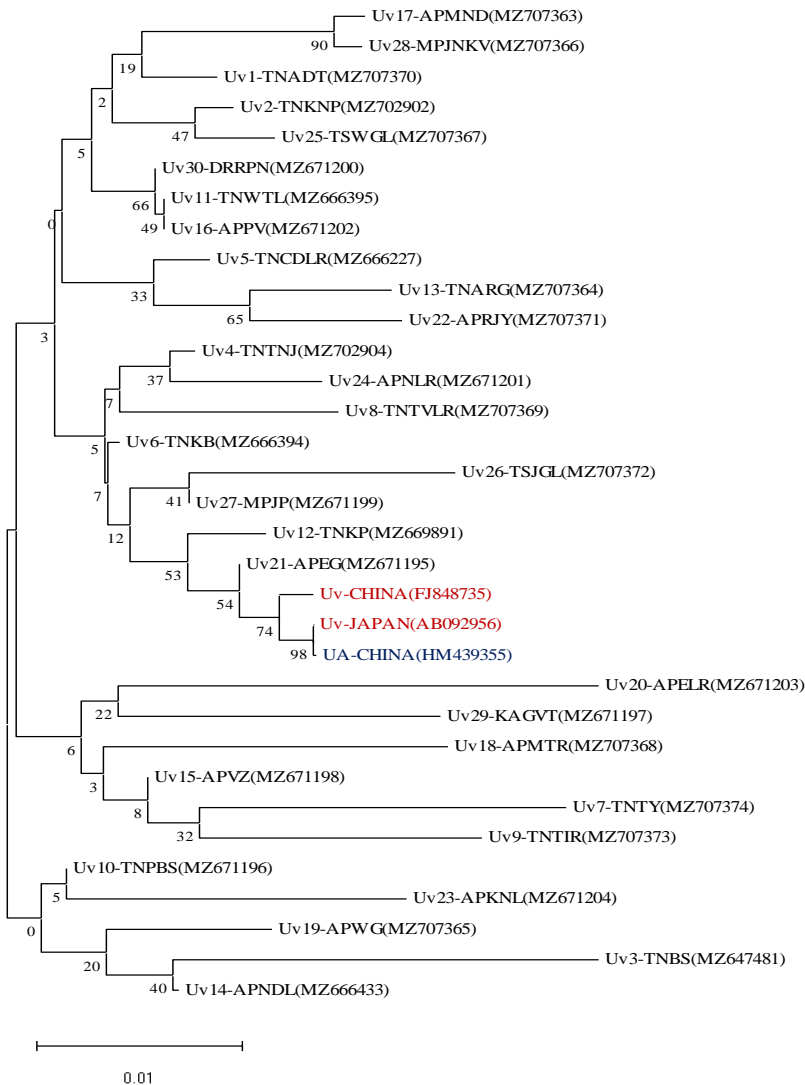 Uv17-APMND(MZ707363)
90
Uv28-MPJNKV(MZ707366)
19
Uv1-TNADT(MZ707370)
2
Uv2-TNKNP(MZ702902)
47
Uv25-TSWGL(MZ707367)
5
Uv30-DRRPN(MZ671200)
Uv11-TNWTL(MZ666395)
66
49
Uv16-APPV(MZ671202)
0
Uv5-TNCDLR(MZ666227)
33
Uv13-TNARG(MZ707364)
65
Uv22-APRJY(MZ707371)
3
Uv4-TNTNJ(MZ702904)
37
Uv24-APNLR(MZ671201)
7
Uv8-TNTVLR(MZ707369)
5
Uv6-TNKB(MZ666394)
7
Uv26-TSJGL(MZ707372)
41
Uv27-MPJP(MZ671199)
12
Uv12-TNKP(MZ669891)
53
Uv21-APEG(MZ671195)
54
Uv-CHINA(FJ848735)
74
Uv-JAPAN(AB092956)
98
UA-CHINA(HM439355)
Uv20-APELR(MZ671203)
22
Uv29-KAGVT(MZ671197)
6
Uv18-APMTR(MZ707368)
3
Uv15-APVZ(MZ671198)
8
Uv7-TNTY(MZ707374)
32
Uv9-TNTIR(MZ707373)
Uv10-TNPBS(MZ671196)
5
Uv23-APKNL(MZ671204)
0
Uv19-APWG(MZ707365)
20
Uv3-TNBS(MZ647481)
40
Uv14-APNDL(MZ666433)
0.01